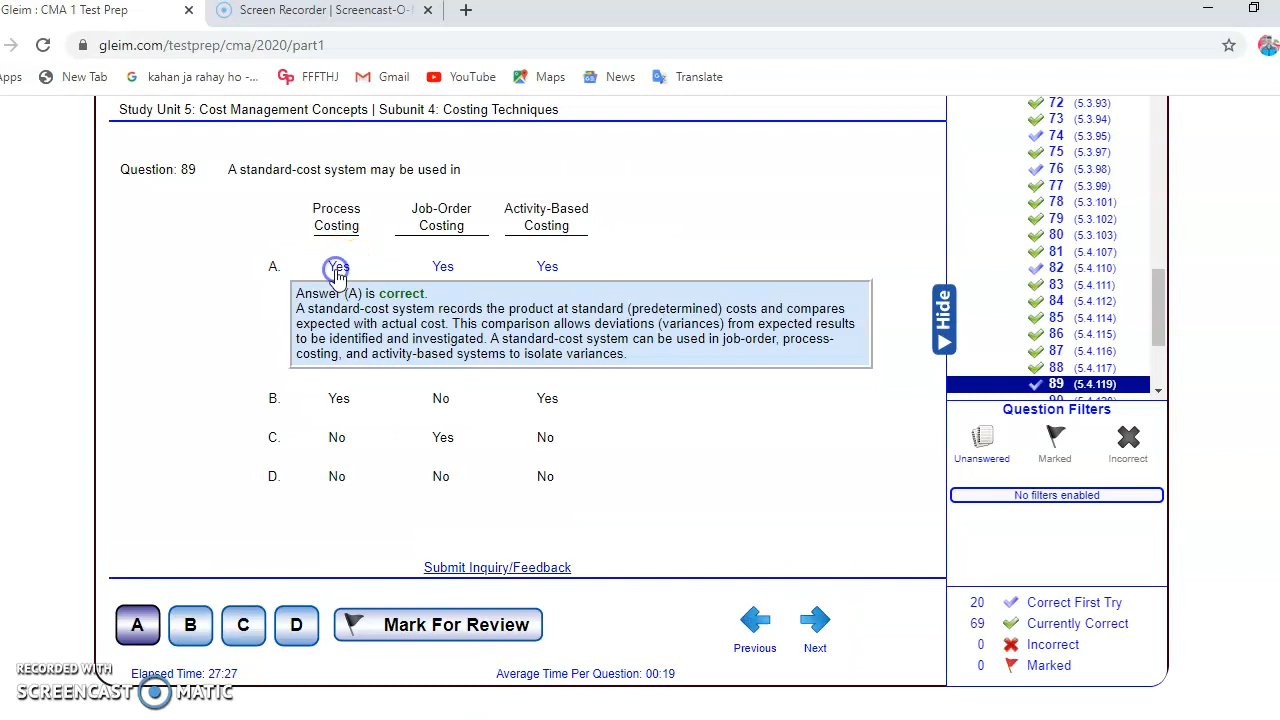 Gleim : CMA 1 Test Prep
Screen Recorder | Screencast-O-
gleim.com/testprep/cma/2020/part1
Apps
New Tab
kahan ja rahay ho -...
FFFTHJ
Gmail
YouTube
Maps
News
Translate
Study Unit 5: Cost Management Concepts | Subunit 4: Costing Techniques
Question: 89 A standard-cost system may be used in
Process Costing
Job-Order Costing
Activity-Based Costing
A. Yes Yes Yes
Answer (A) is correct.
A standard-cost system records the product at standard (predetermined) costs and compares
expected with actual cost. This comparison allows deviations (variances) from expected results
to be identified and investigated. A standard-cost system can be used in job-order, process-
costing, and activity-based systems to isolate variances.
B. Yes No Yes
C. No Yes No
D. No No No
Submit Inquiry/Feedback
A B C D Mark For Review
Previous
Next
Elapsed Time: 27:27
Average Time Per Question: 00:19
Hide
72 (5.3.93)
73 (5.3.94)
74 (5.3.95)
75 (5.3.97)
76 (5.3.98)
77 (5.3.99)
78 (5.3.101)
79 (5.3.102)
80 (5.3.103)
81 (5.4.107)
82 (5.4.110)
83 (5.4.111)
84 (5.4.112)
85 (5.4.114)
86 (5.4.115)
87 (5.4.116)
88 (5.4.117)
89 (5.4.119)
Question Filters
Unanswered
Marked
Incorrect
No filters enabled
20 Correct First Try
69 Currently Correct
0 Incorrect
0 Marked
RECORDED WITH
SCREENCAST MATIC